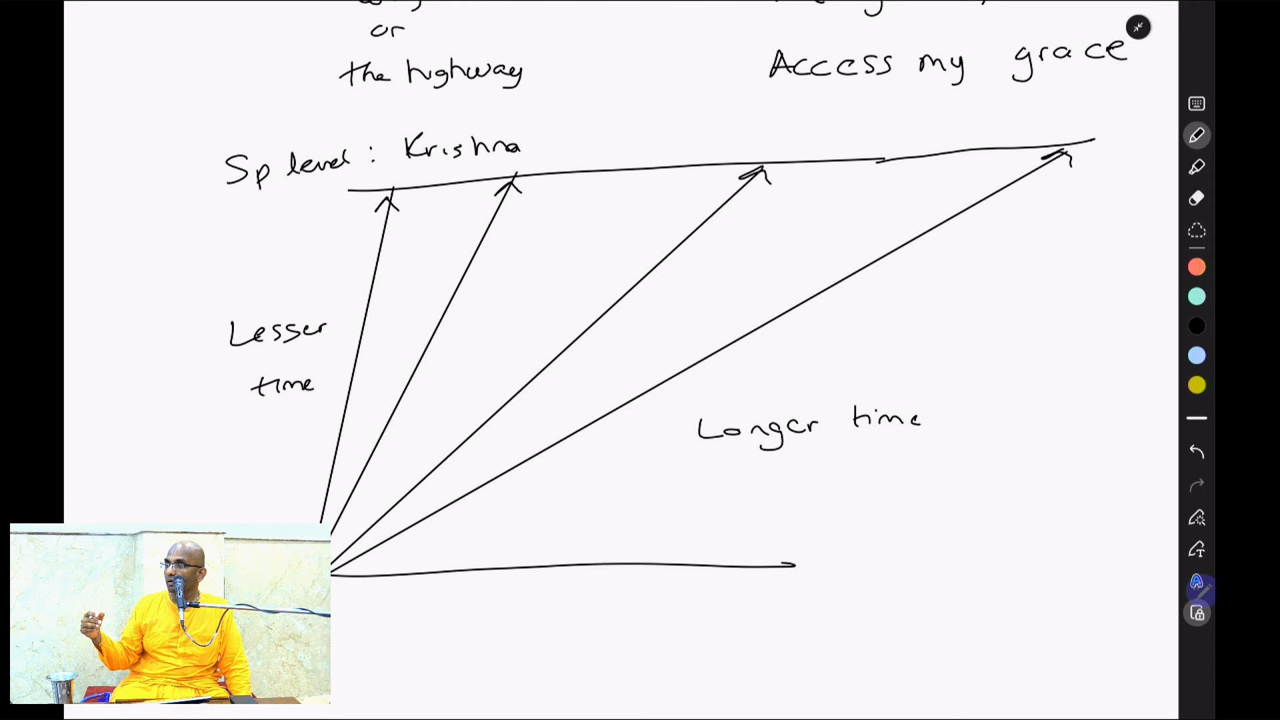 or
the highway
Access my grace
Sp level : Krishna
Lesser
time
Longer time